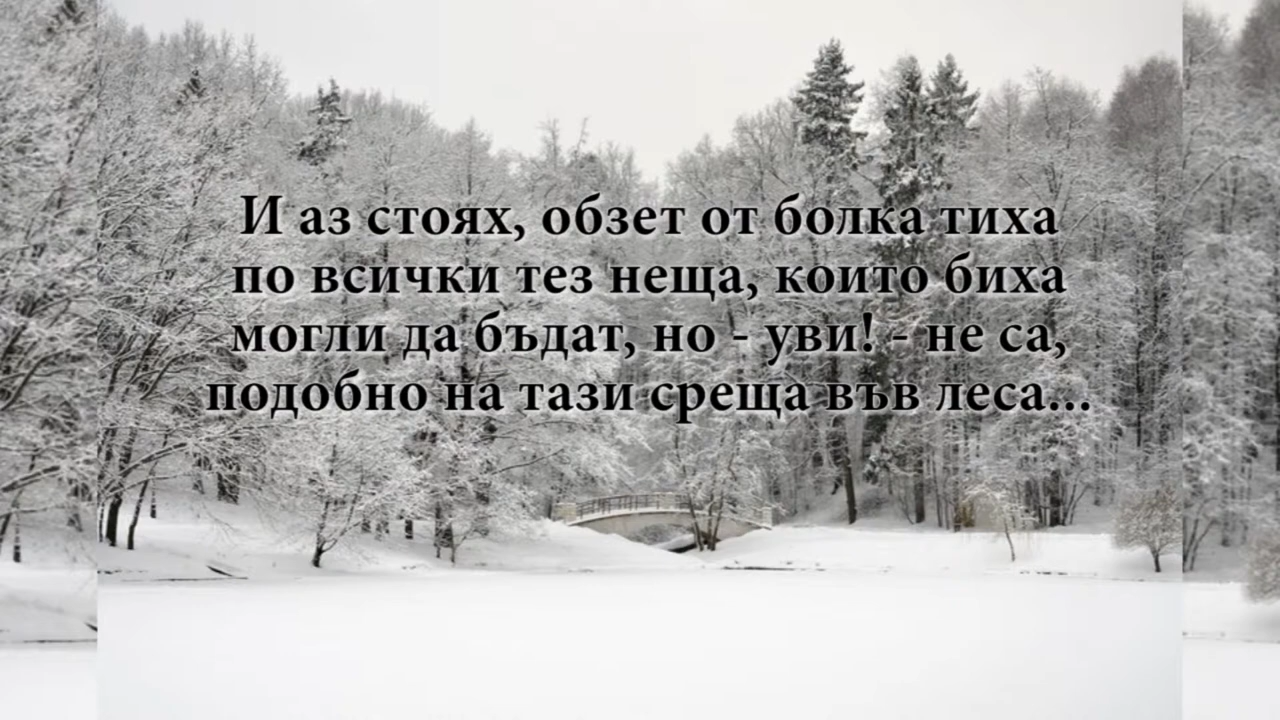 И аз стоях, обзет от болка тиха
по всички тез неща, които биха
могли да бъдат, но - уви! - не са,
подобно на тази среща във леса...